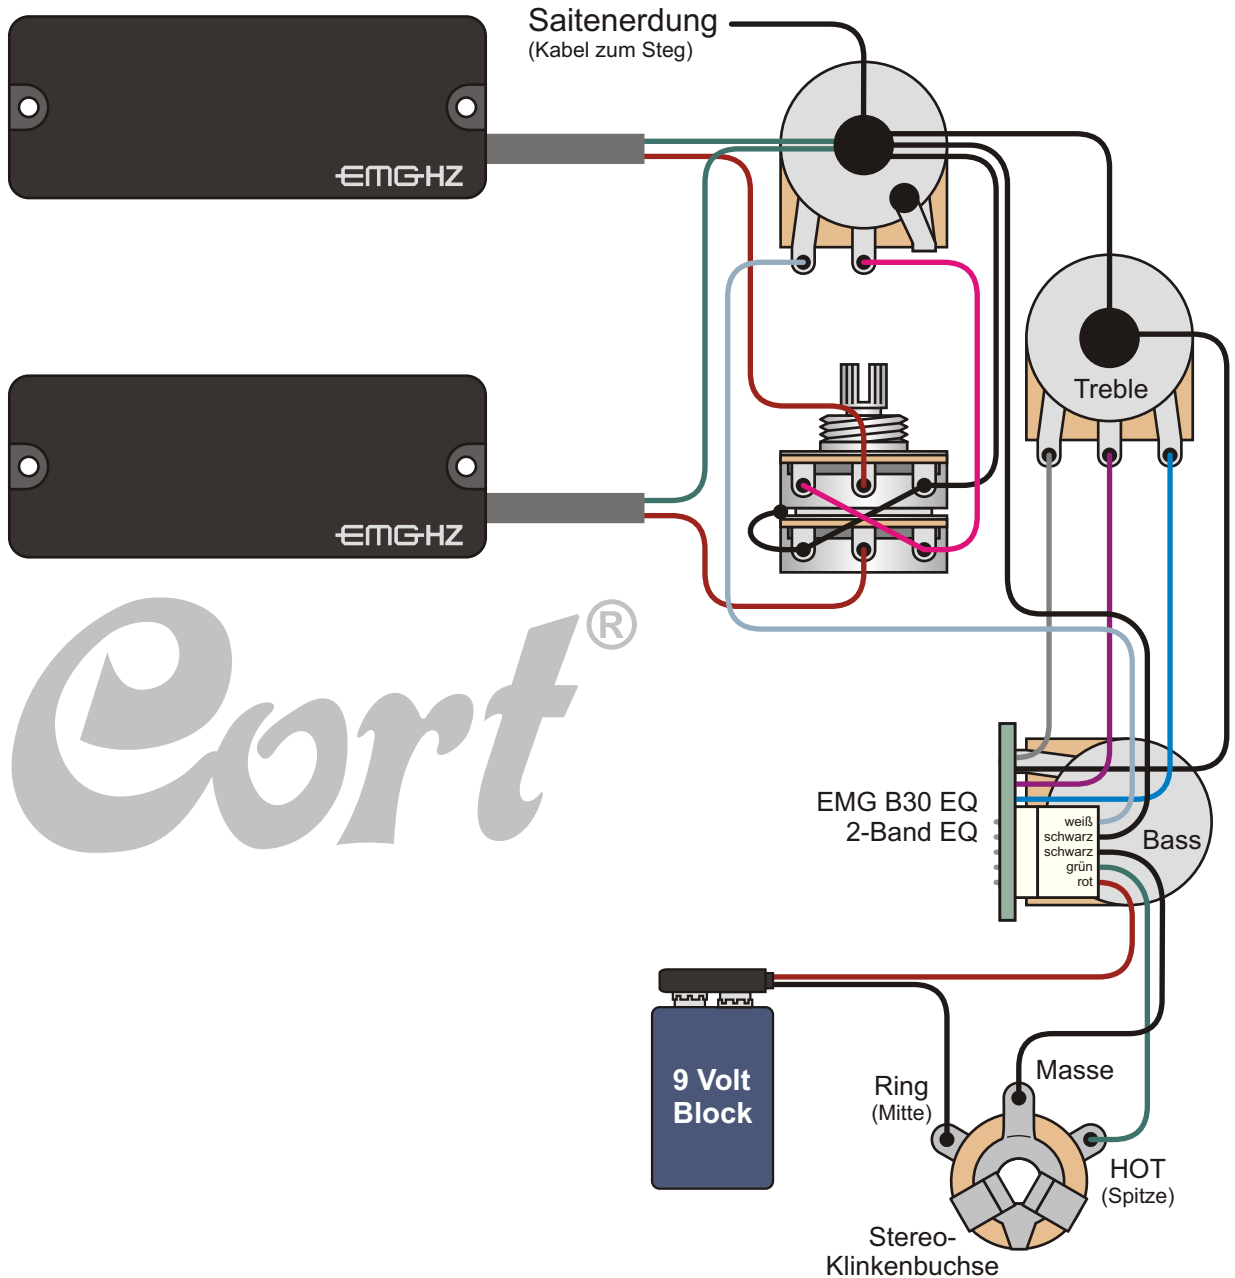 Saitenerdung
(Kabel zum Steg)
EMG-HZ
Treble
EMG-HZ
Cort®
EMG B30 EQ
2-Band EQ
weiß
schwarz
schwarz
grün
rot
Bass
9 Volt
Block
Ring
(Mitte)
Masse
HOT
(Spitze)
Stereo-
Klinkenbuchse